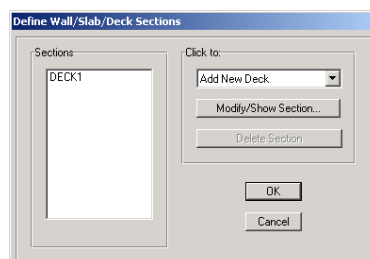 Define Wall/Slab/Deck Sections
Sections
DECK1
Click to:
Add New Deck
Modify/Show Section...
Delete Section
OK
Cancel